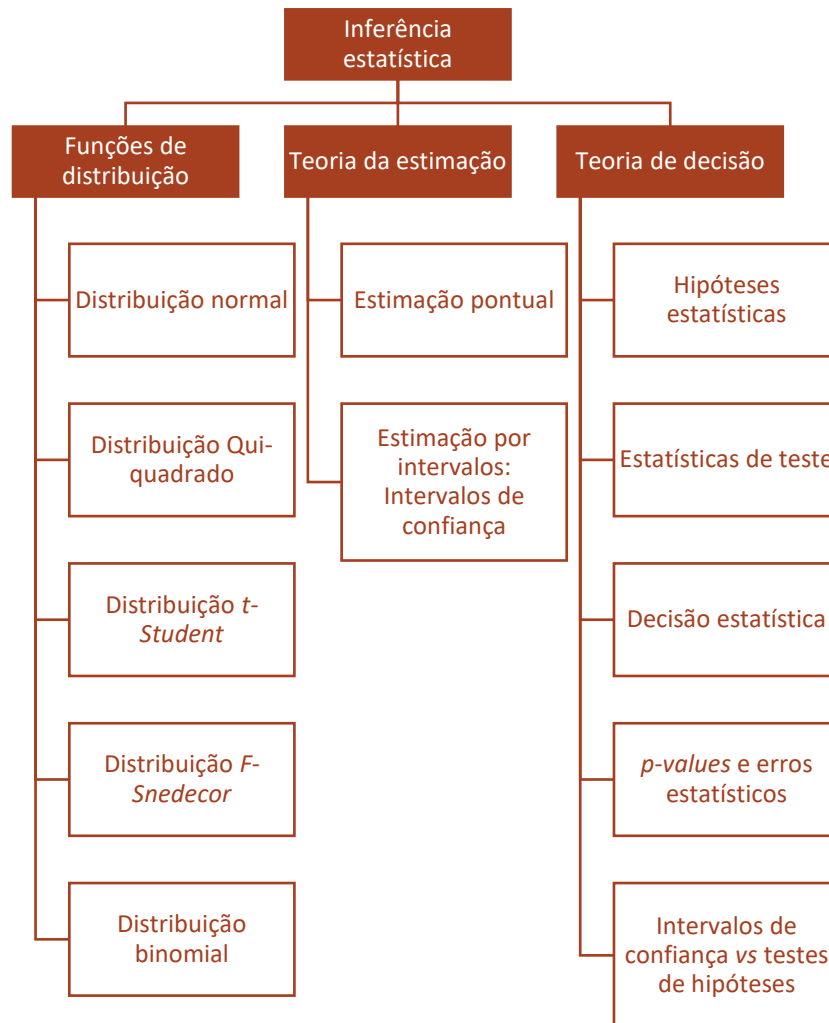 Inferência
estatística
Funções de
distribuição
Teoria da estimação
Teoria de decisão
Distribuição normal
Distribuição Qui-
quadrado
Distribuição t-
Student
Distribuição F-
Snedecor
Distribuição
binomial
Estimação pontual
Estimação por
intervalos:
Intervalos de
confiança
Hipóteses
estatísticas
Estatísticas de teste
Decisão estatística
p-values e erros
estatísticos
Intervalos de
confiança vs testes
de hipóteses